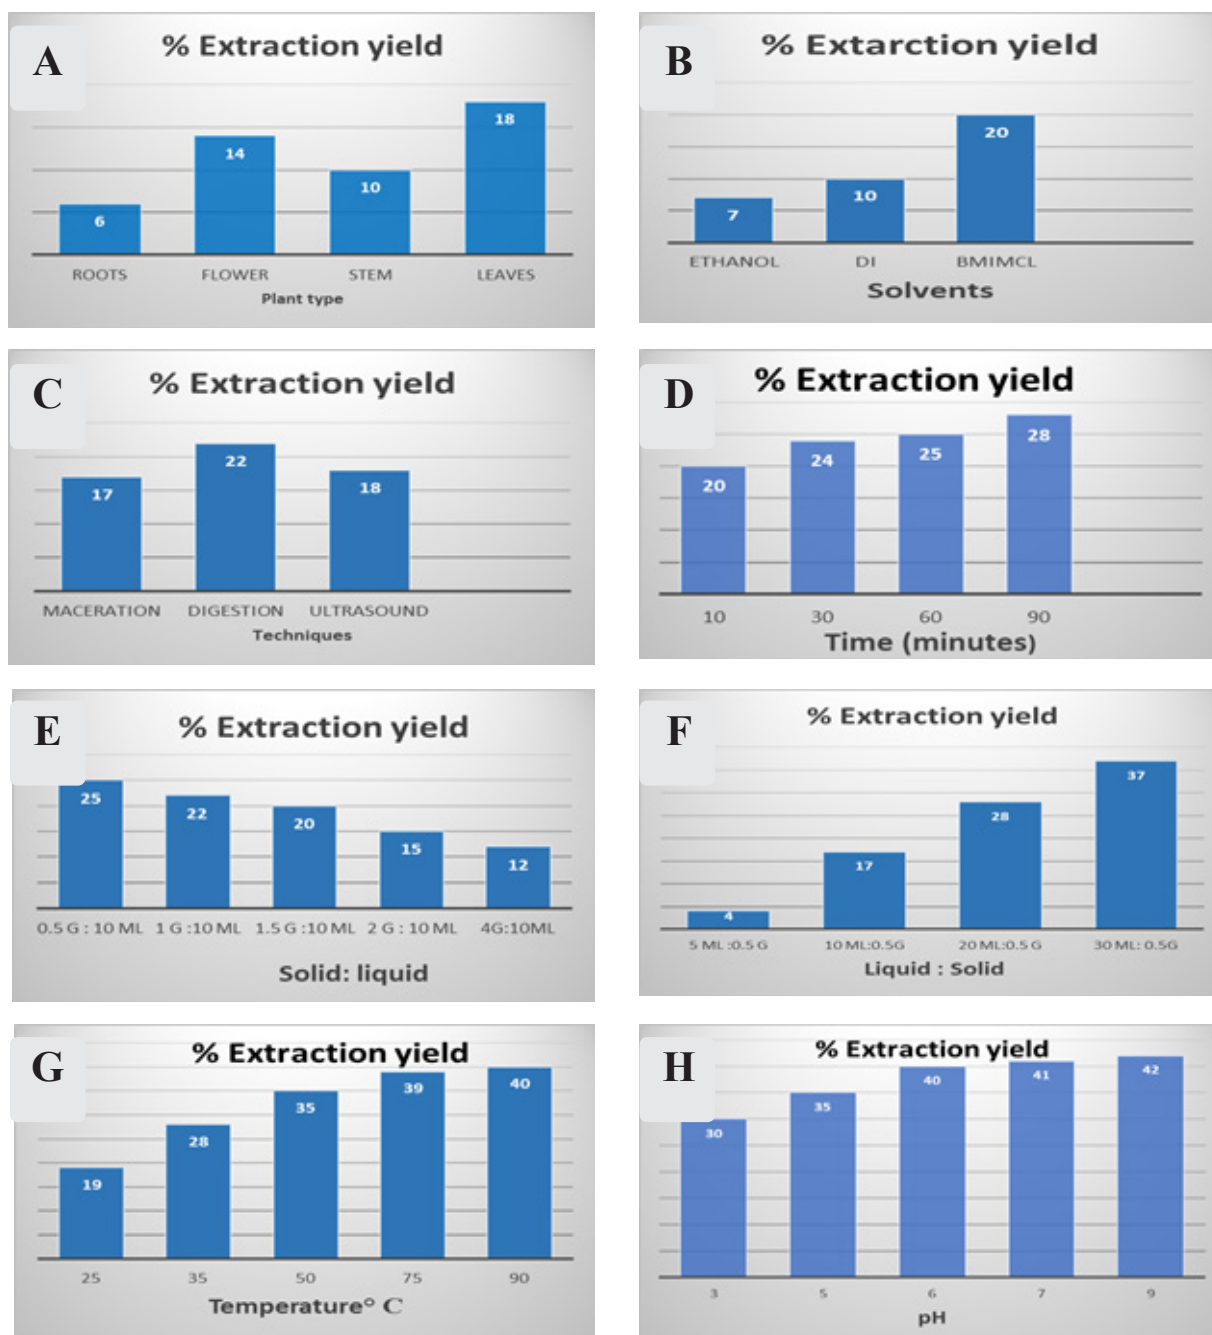 A
% Extraction yield
18
14
10
6
ROOTS FLOWER STEM LEAVES
Plant type
B
% Extarction yield
20
10
7
ETHANOL DI BMIMCL
Solvents
C
% Extraction yield
22
17 18
MACERATION DIGESTION ULTRASOUND
Techniques
D
% Extraction yield
28
25
24
20
10 30 60 90
Time (minutes)
E
% Extraction yield
25
22
20
15
12
0.5 G : 10 ML 1 G :10 ML 1.5 G :10 ML 2 G : 10 ML 4G:10ML
Solid: liquid
F
% Extraction yield
37
28
17
4
5 ML :0.5 G 10 ML:0.5G 20 ML:0.5 G 30 ML: 0.5G
Liquid : Solid
G
% Extraction yield
40
39
35
28
19
25 35 50 75 90
Temperature° C
H
% Extraction yield
42
41
40
35
30
3 5 6 7 9
pH